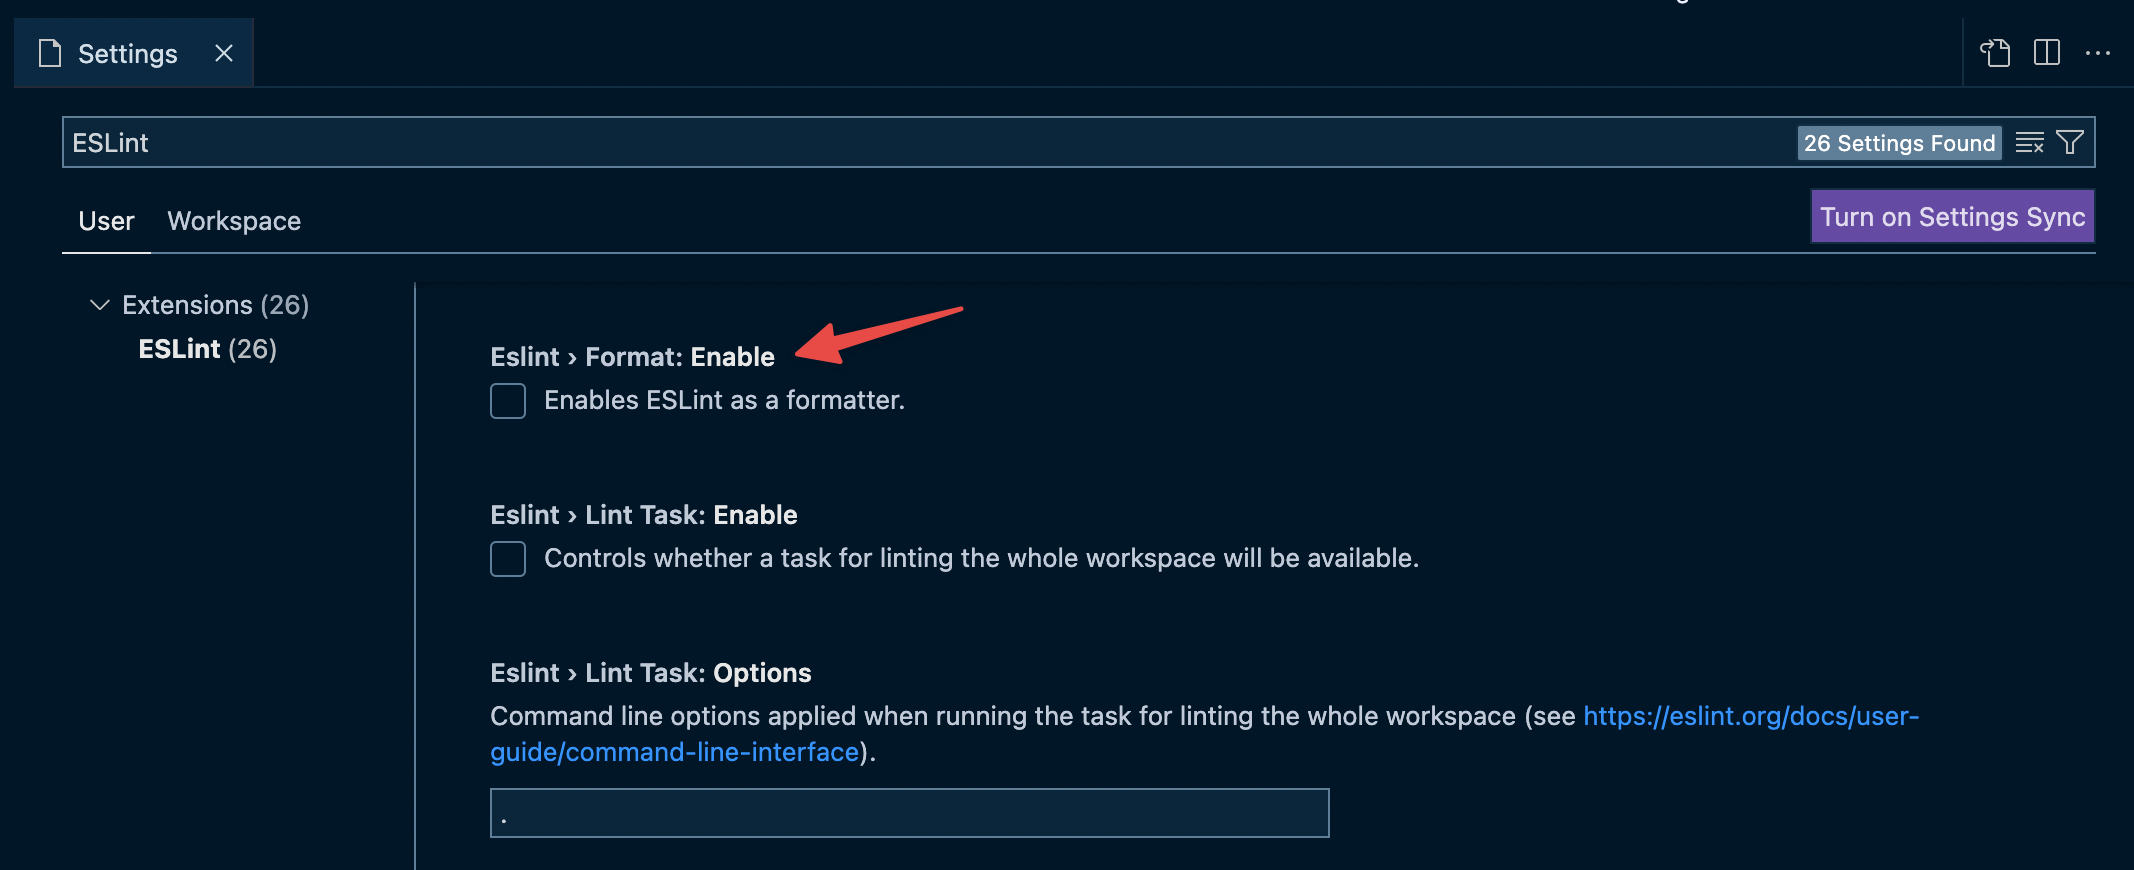 Settings
ESLint
26 Settings Found
User Workspace
Turn on Settings Sync
Extensions (26)
ESLint (26)
Eslint › Format: Enable
Enables ESLint as a formatter.
Eslint › Lint Task: Enable
Controls whether a task for linting the whole workspace will be available.
Eslint › Lint Task: Options
Command line options applied when running the task for linting the whole workspace (see https://eslint.org/docs/user-
guide/command-line-interface).
.